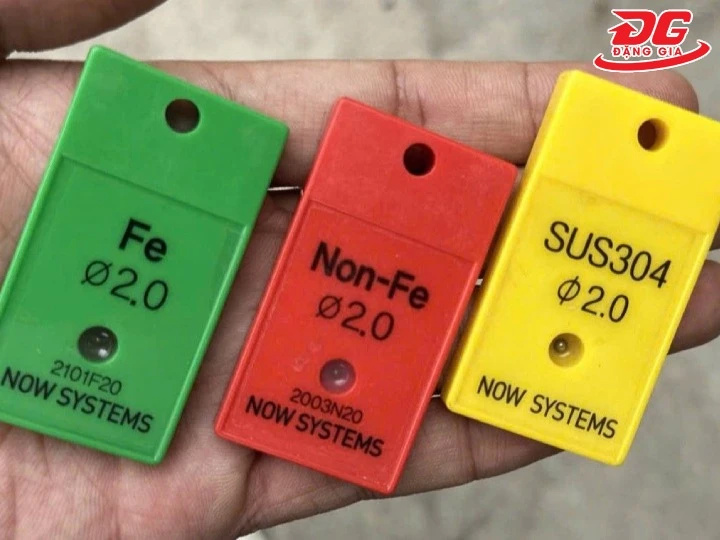 ĐG
ĐẶNG GIA
Fe
Ø2.0
2101F20
NOW SYSTEMS
Non-Fe
Ø2.0
2003N20
NOW SYSTEMS
SUS304
Ø2.0
NOW SYSTEMS